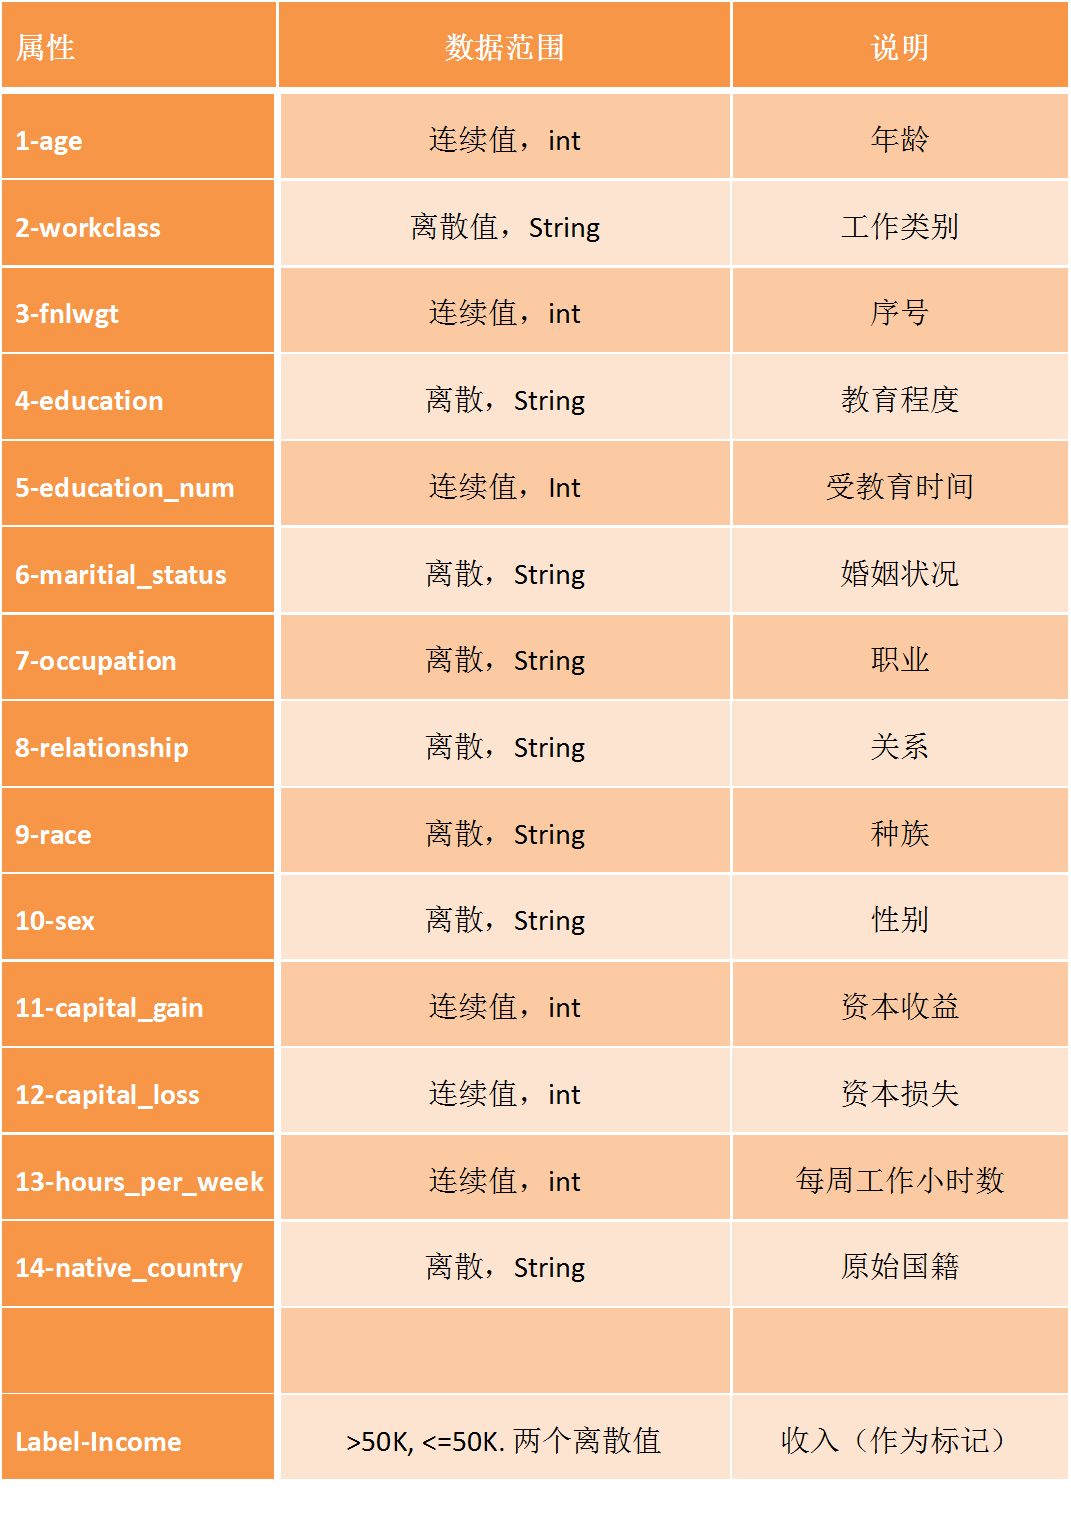 属性 数据范围 说明
1-age 连续值，int 年龄
2-workclass 离散值，String 工作类别
3-fnlwgt 连续值，int 序号
4-education 离散，String 教育程度
5-education_num 连续值，Int 受教育时间
6-maritial_status 离散，String 婚姻状况
7-occupation 离散，String 职业
8-relationship 离散，String 关系
9-race 离散，String 种族
10-sex 离散，String 性别
11-capital_gain 连续值，int 资本收益
12-capital_loss 连续值，int 资本损失
13-hours_per_week 连续值，int 每周工作小时数
14-native_country 离散，String 原始国籍
Label-Income >50K, <=50K. 两个离散值 收入（作为标记）